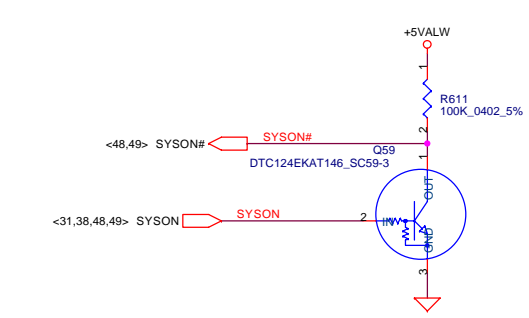 +5VALW
1
R611
100K_0402_5%
2
<48,49> SYSON# SYSON#
Q59
DTC124EKAT146_SC59-3
1
OUT
<31,38,48,49> SYSON SYSON 2 IN
GND
3